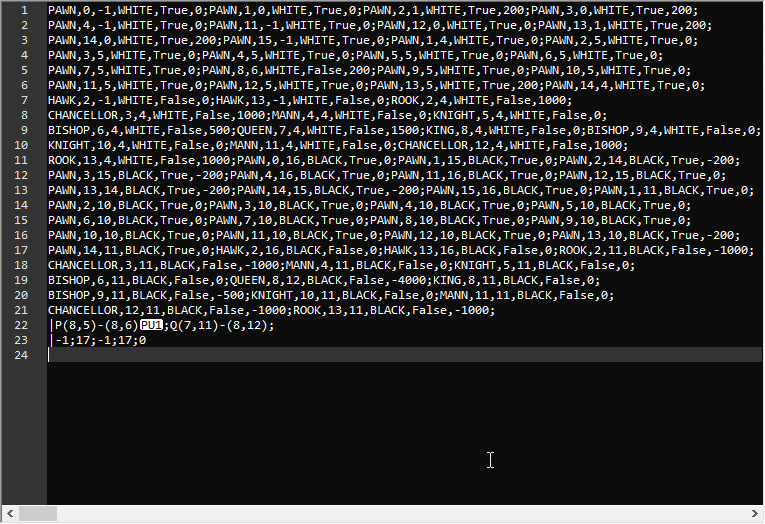 1 PAWN,0,-1,WHITE,True,0;PAWN,1,0,WHITE,True,0;PAWN,2,1,WHITE,True,200;PAWN,3,0,WHITE,True,200;
2 PAWN,4,-1,WHITE,True,0;PAWN,11,-1,WHITE,True,0;PAWN,12,0,WHITE,True,0;PAWN,13,1,WHITE,True,200;
3 PAWN,14,0,WHITE,True,200;PAWN,15,-1,WHITE,True,0;PAWN,1,4,WHITE,True,0;PAWN,2,5,WHITE,True,0;
4 PAWN,3,5,WHITE,True,0;PAWN,4,5,WHITE,True,0;PAWN,5,5,WHITE,True,0;PAWN,6,5,WHITE,True,0;
5 PAWN,7,5,WHITE,True,0;PAWN,8,6,WHITE,False,200;PAWN,9,5,WHITE,True,0;PAWN,10,5,WHITE,True,0;
6 PAWN,11,5,WHITE,True,0;PAWN,12,5,WHITE,True,0;PAWN,13,5,WHITE,True,200;PAWN,14,4,WHITE,True,0;
7 HAWK,2,-1,WHITE,False,0;HAWK,13,-1,WHITE,False,0;ROOK,2,4,WHITE,False,1000;
8 CHANCELLOR,3,4,WHITE,False,1000;MANN,4,4,WHITE,False,0;KNIGHT,5,4,WHITE,False,0;
9 BISHOP,6,4,WHITE,False,500;QUEEN,7,4,WHITE,False,1500;KING,8,4,WHITE,False,0;BISHOP,9,4,WHITE,False,0;
10 KNIGHT,10,4,WHITE,False,0;MANN,11,4,WHITE,False,0;CHANCELLOR,12,4,WHITE,False,1000;
11 ROOK,13,4,WHITE,False,1000;PAWN,0,16,BLACK,True,0;PAWN,1,15,BLACK,True,0;PAWN,2,14,BLACK,True,-200;
12 PAWN,3,15,BLACK,True,-200;PAWN,4,16,BLACK,True,0;PAWN,11,16,BLACK,True,0;PAWN,12,15,BLACK,True,0;
13 PAWN,13,14,BLACK,True,-200;PAWN,14,15,BLACK,True,-200;PAWN,15,16,BLACK,True,0;PAWN,1,11,BLACK,True,0;
14 PAWN,2,10,BLACK,True,0;PAWN,3,10,BLACK,True,0;PAWN,4,10,BLACK,True,0;PAWN,5,10,BLACK,True,0;
15 PAWN,6,10,BLACK,True,0;PAWN,7,10,BLACK,True,0;PAWN,8,10,BLACK,True,0;PAWN,9,10,BLACK,True,0;
16 PAWN,10,10,BLACK,True,0;PAWN,11,10,BLACK,True,0;PAWN,12,10,BLACK,True,0;PAWN,13,10,BLACK,True,-200;
17 PAWN,14,11,BLACK,True,0;HAWK,2,16,BLACK,False,0;HAWK,13,16,BLACK,False,0;ROOK,2,11,BLACK,False,-1000;
18 CHANCELLOR,3,11,BLACK,False,-1000;MANN,4,11,BLACK,False,0;KNIGHT,5,11,BLACK,False,0;
19 BISHOP,6,11,BLACK,False,0;QUEEN,8,12,BLACK,False,-4000;KING,8,11,BLACK,False,0;
20 BISHOP,9,11,BLACK,False,-500;KNIGHT,10,11,BLACK,False,0;MANN,11,11,BLACK,False,0;
21 CHANCELLOR,12,11,BLACK,False,-1000;ROOK,13,11,BLACK,False,-1000;
22 |P(8,5)-(8,6)PU1;Q(7,11)-(8,12);
23 |-1;17;-1;17;0
24